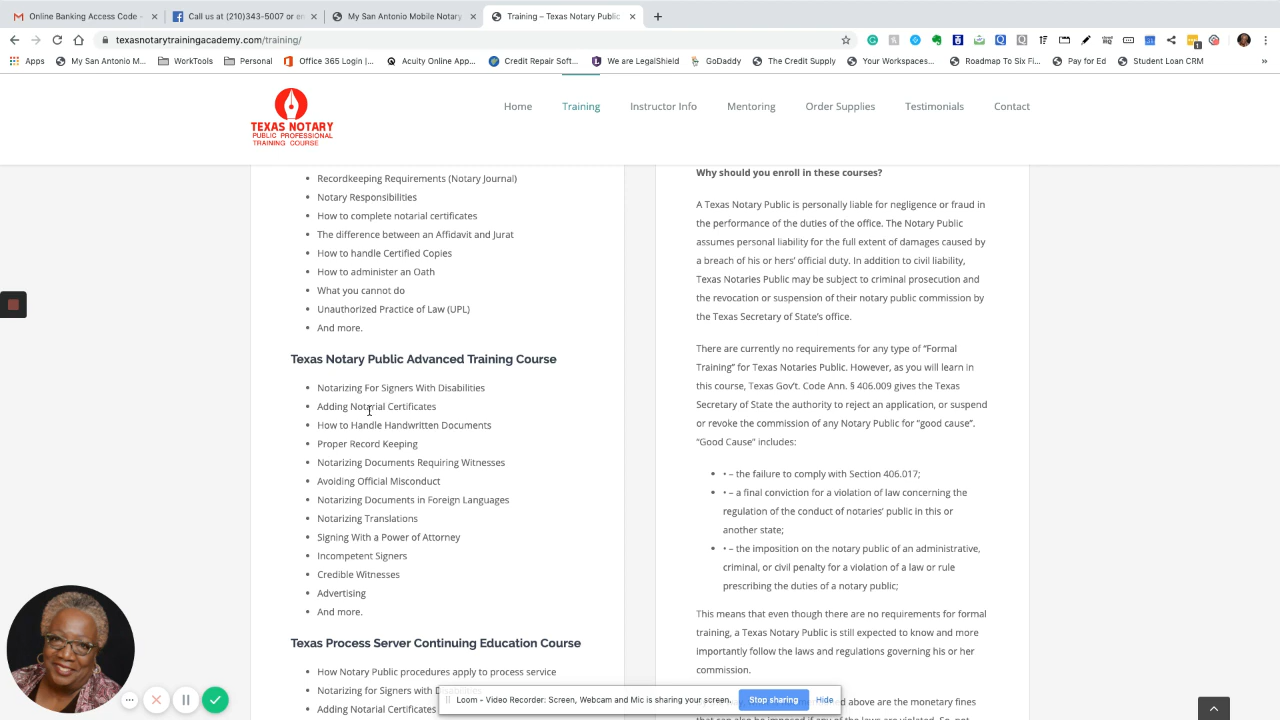 Online Banking Access Code -
Call us at (210)343-5007 or en
My San Antonio Mobile Notary
Training – Texas Notary Public
texasnotarytrainingacademy.com/training/
Apps
My San Antonio M...
WorkTools
Personal
Office 365 Login |...
Acuity Online App...
Credit Repair Soft...
We are LegalShield
GoDaddy
The Credit Supply
Your Workspaces...
Roadmap To Six Fi...
Pay for Ed
Student Loan CRM
»
TEXAS NOTARY
PUBLIC PROFESSIONAL
TRAINING COURSE
Home
Training
Instructor Info
Mentoring
Order Supplies
Testimonials
Contact
• Recordkeeping Requirements (Notary Journal)
• Notary Responsibilities
• How to complete notarial certificates
• The difference between an Affidavit and Jurat
• How to handle Certified Copies
• How to administer an Oath
• What you cannot do
• Unauthorized Practice of Law (UPL)
• And more.
Texas Notary Public Advanced Training Course
• Notarizing For Signers With Disabilities
• Adding Notarial Certificates
• How to Handle Handwritten Documents
• Proper Record Keeping
• Notarizing Documents Requiring Witnesses
• Avoiding Official Misconduct
• Notarizing Documents in Foreign Languages
• Notarizing Translations
• Signing With a Power of Attorney
• Incompetent Signers
• Credible Witnesses
• Advertising
• And more.
Texas Process Server Continuing Education Course
• How Notary Public procedures apply to process service
• Notarizing for Signers with
• Adding Notarial Certificates
Why should you enroll in these courses?
A Texas Notary Public is personally liable for negligence or fraud in
the performance of the duties of the office. The Notary Public
assumes personal liability for the full extent of damages caused by
a breach of his or hers' official duty. In addition to civil liability,
Texas Notaries Public may be subject to criminal prosecution and
the revocation or suspension of their notary public commission by
the Texas Secretary of State's office.
There are currently no requirements for any type of "Formal
Training" for Texas Notaries Public. However, as you will learn in
this course, Texas Gov't. Code Ann. § 406.009 gives the Texas
Secretary of State the authority to reject an application, or suspend
or revoke the commission of any Notary Public for "good cause".
"Good Cause" includes:
• • – the failure to comply with Section 406.017;
• • – a final conviction for a violation of law concerning the
regulation of the conduct of notaries' public in this or
another state;
• • – the imposition on the notary public of an administrative,
criminal, or civil penalty for a violation of a law or rule
prescribing the duties of a notary public;
This means that even though there are no requirements for formal
training, a Texas Notary Public is still expected to know and more
importantly follow the laws and regulations governing his or her
commission.
above are the monetary fines
Loom – Video Recorder: Screen, Webcam and Mic is sharing your screen.
Stop sharing
Hide